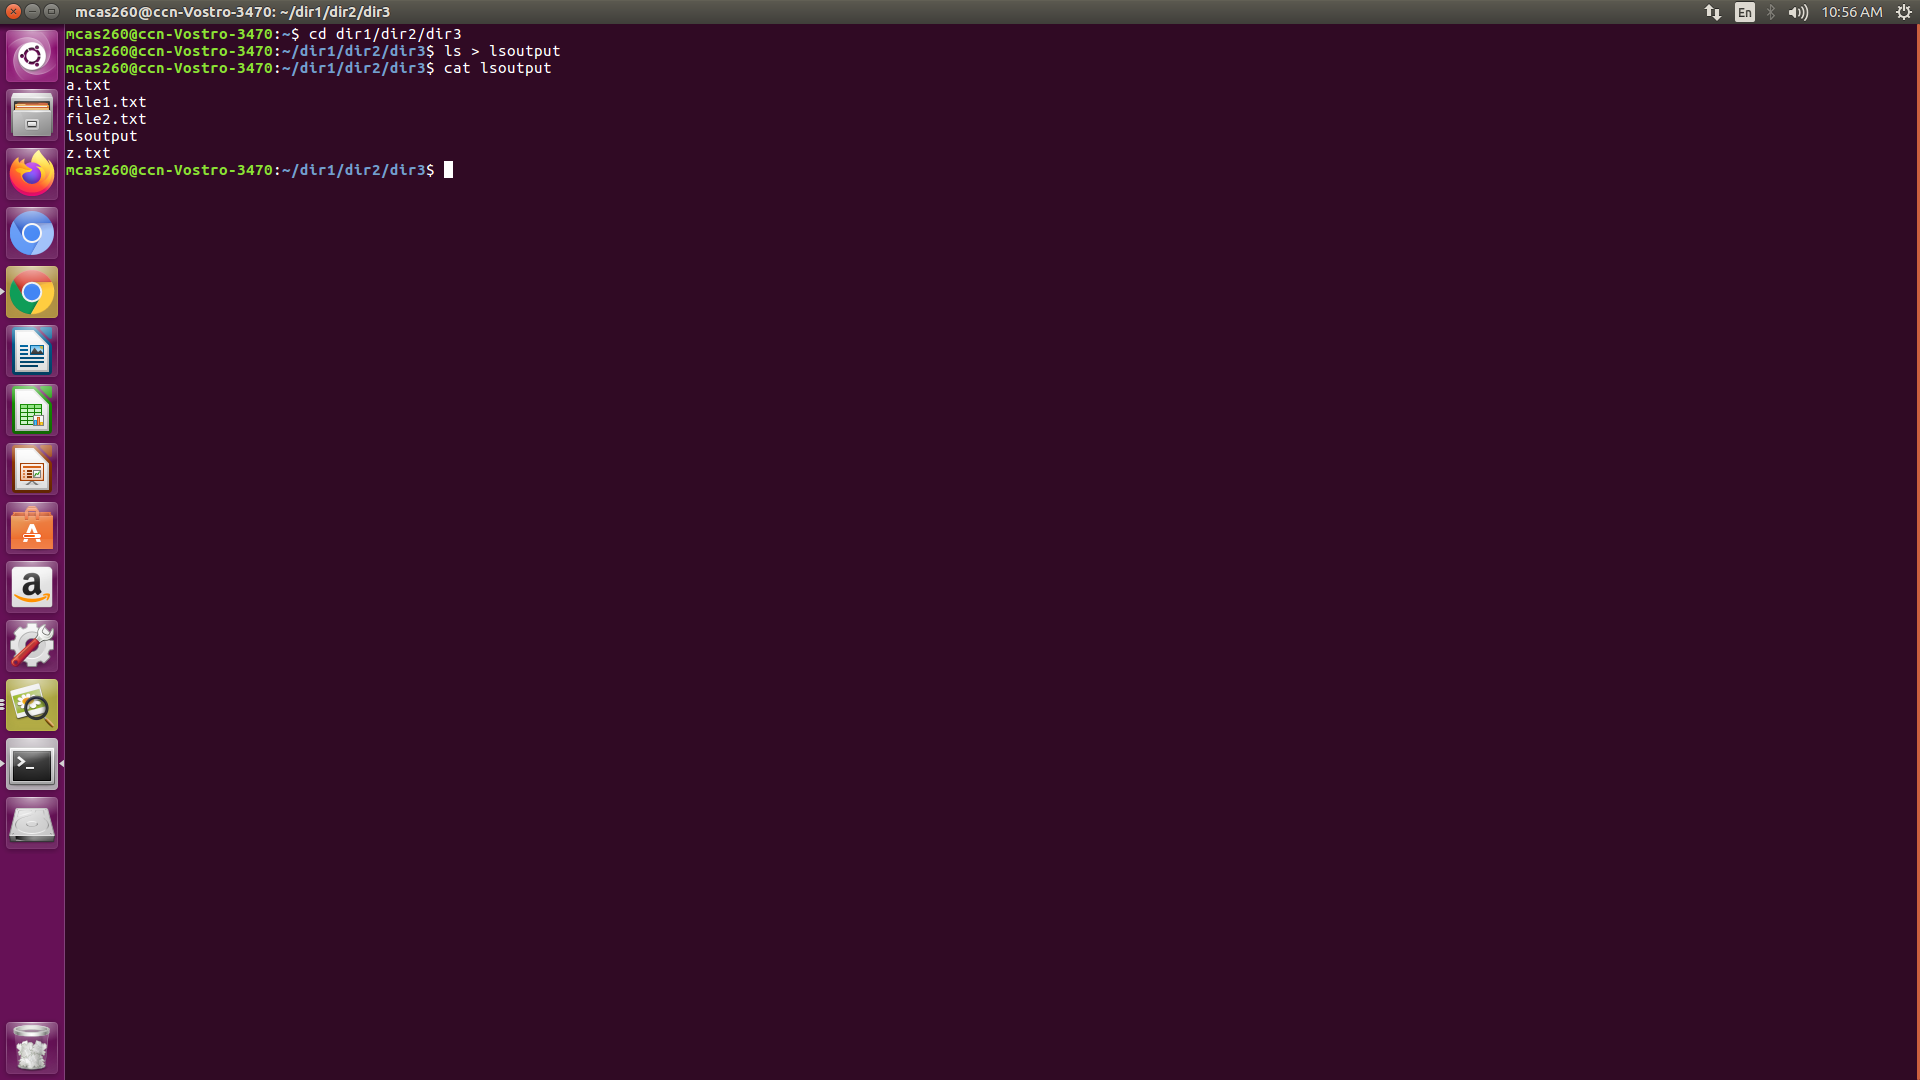 mcas260@ccn-Vostro-3470: ~/dir1/dir2/dir3
En
10:56 AM
mcas260@ccn-Vostro-3470:~$ cd dir1/dir2/dir3
mcas260@ccn-Vostro-3470:~/dir1/dir2/dir3$ ls > lsoutput
mcas260@ccn-Vostro-3470:~/dir1/dir2/dir3$ cat lsoutput
a.txt
file1.txt
file2.txt
lsoutput
z.txt
mcas260@ccn-Vostro-3470:~/dir1/dir2/dir3$